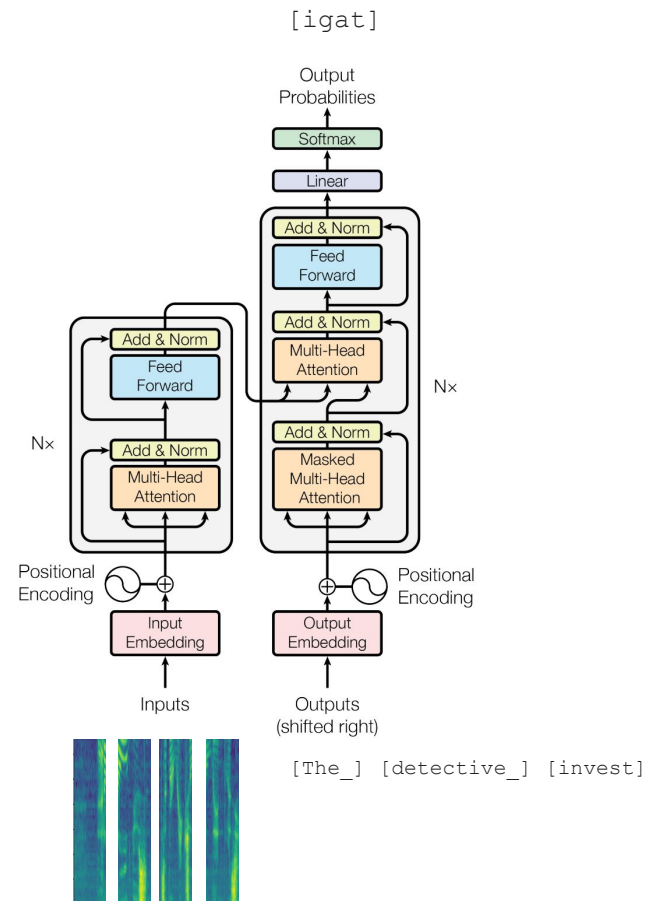 [igat]
Output
Probabilities
Softmax
Linear
Add & Norm
Feed
Forward
Add & Norm
Multi-Head
Attention
Add & Norm
Masked
Multi-Head
Attention
N×
Add & Norm
Feed
Forward
Add & Norm
Multi-Head
Attention
N×
Positional
Encoding
Positional
Encoding
Input
Embedding
Output
Embedding
Inputs
Outputs
(shifted right)
[The_] [detective_] [invest]